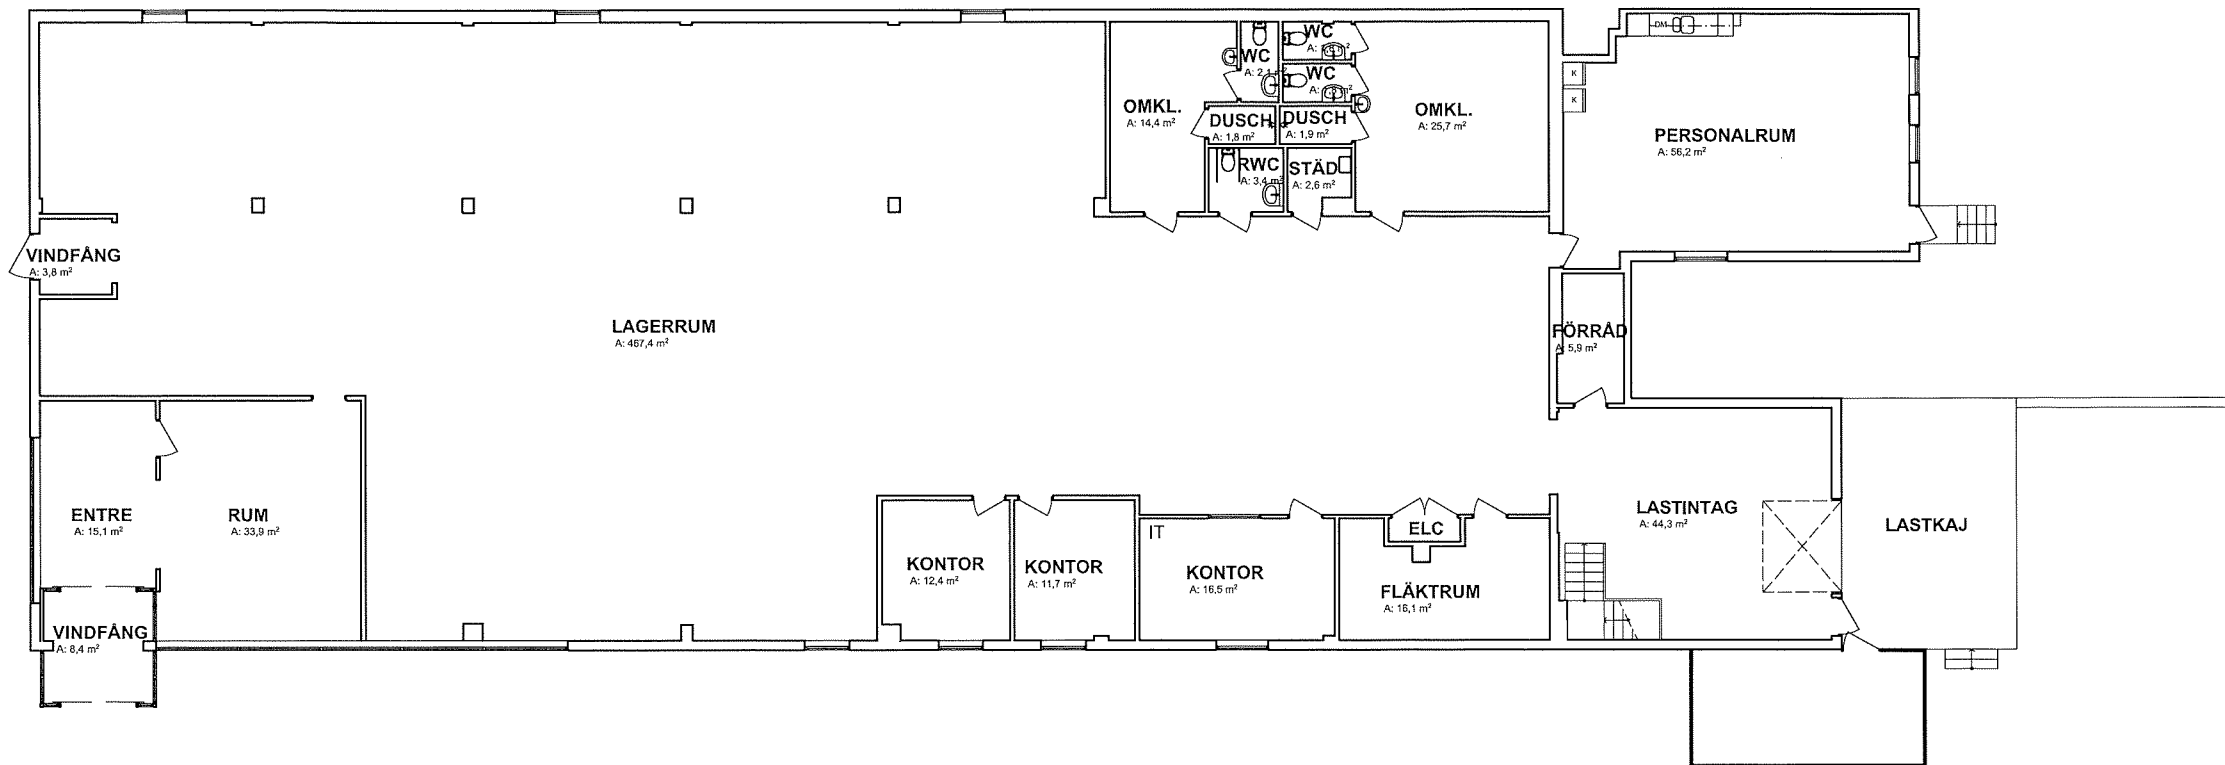 DM
WC
WC
A: 2,1 m²
WC
K
K
OMKL.
A: 14,4 m²
DUSCH
A: 1,8 m²
DUSCH
A: 1,9 m²
OMKL.
A: 25,7 m²
PERSONALRUM
A: 56,2 m²
RWC
A: 3,4 m²
STÄD
A: 2,6 m²
VINDFÅNG
A: 3,8 m²
LAGERRUM
A: 467,4 m²
FÖRRÅD
A: 5,9 m²
ENTRE
A: 15,1 m²
RUM
A: 33,9 m²
KONTOR
A: 12,4 m²
KONTOR
A: 11,7 m²
IT
KONTOR
A: 16,5 m²
ELC
FLÄKTRUM
A: 16,1 m²
LASTINTAG
A: 44,3 m²
LASTKAJ
VINDFÅNG
A: 8,4 m²